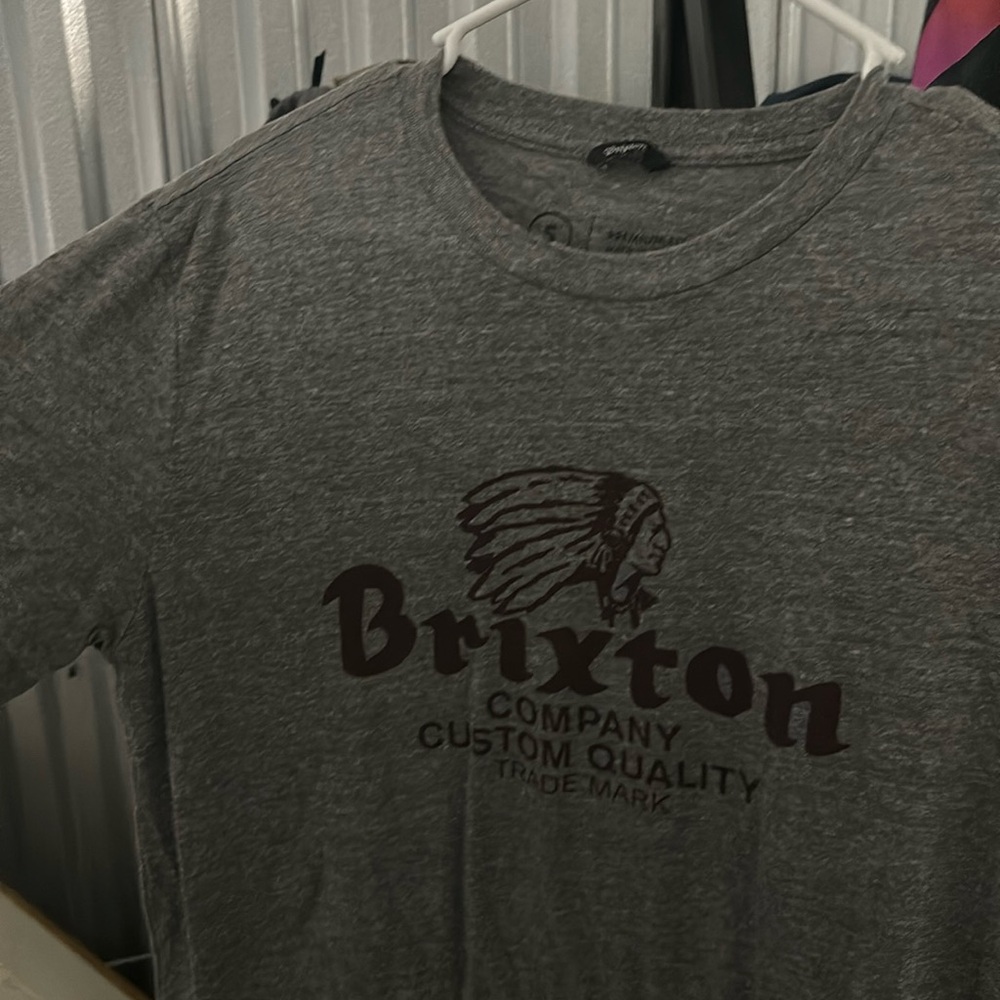 S
Brixton
COMPANY
CUSTOM QUALITY
TRADE MARK